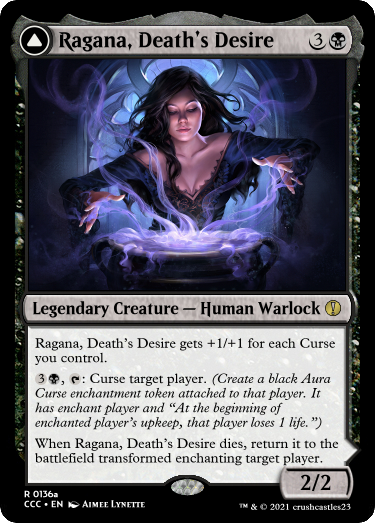 Ragana, Death's Desire 3
Legendary Creature — Human Warlock
Ragana, Death's Desire gets +1/+1 for each Curse
you control.
3, : Curse target player. (Create a black Aura
Curse enchantment token attached to that player. It
has enchant player and “At the beginning of
enchanted player's upkeep, that player loses 1 life.”)
When Ragana, Death's Desire dies, return it to the
battlefield transformed enchanting target player.
2/2
R 0136a
CCC • EN Aimee Lynette
™ & © 2021 crushcastles23